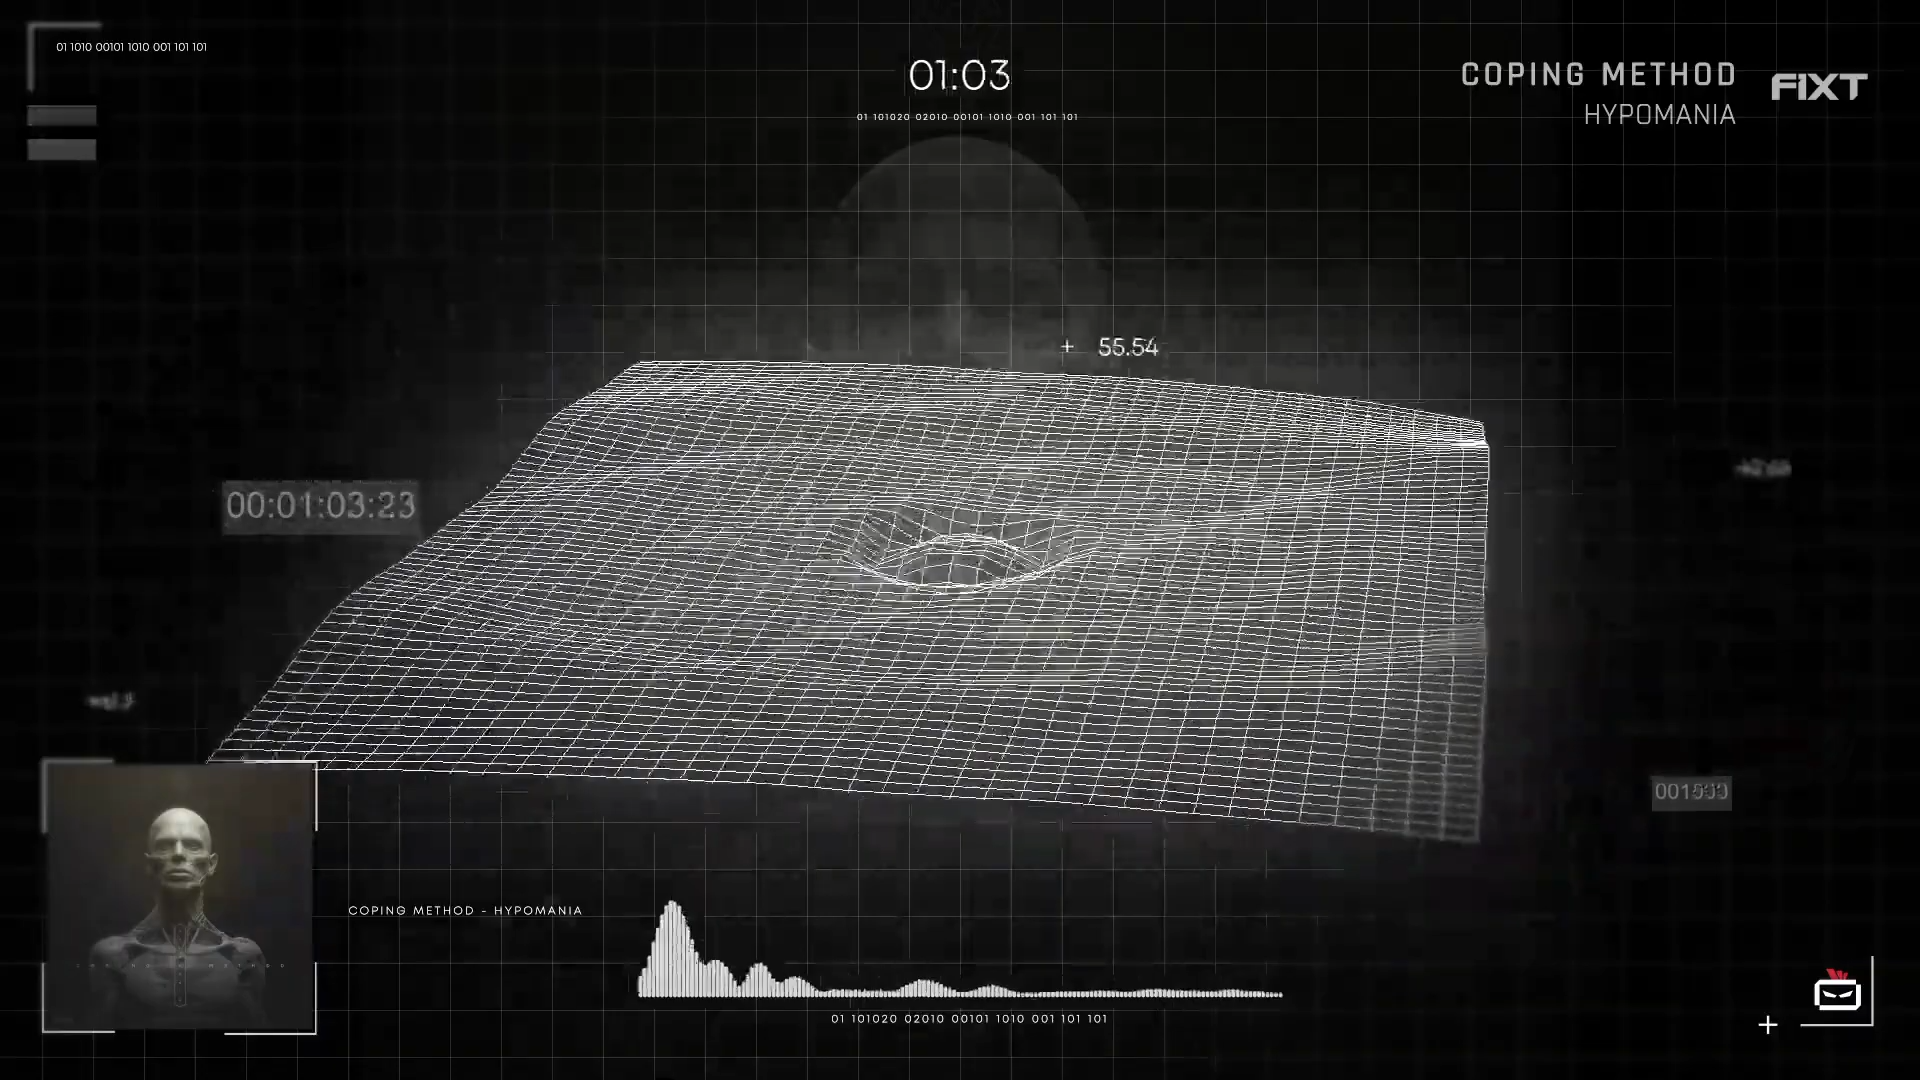 01 1010 00101 1010 001 101 101
01:03
01 101020 02010 00101 1010 001 101 101
COPING METHOD
HYPOMANIA
FIXT
55.54
00:01:03:23
COPING METHOD - HYPOMANIA
01 101020 02010 00101 1010 001 101 101